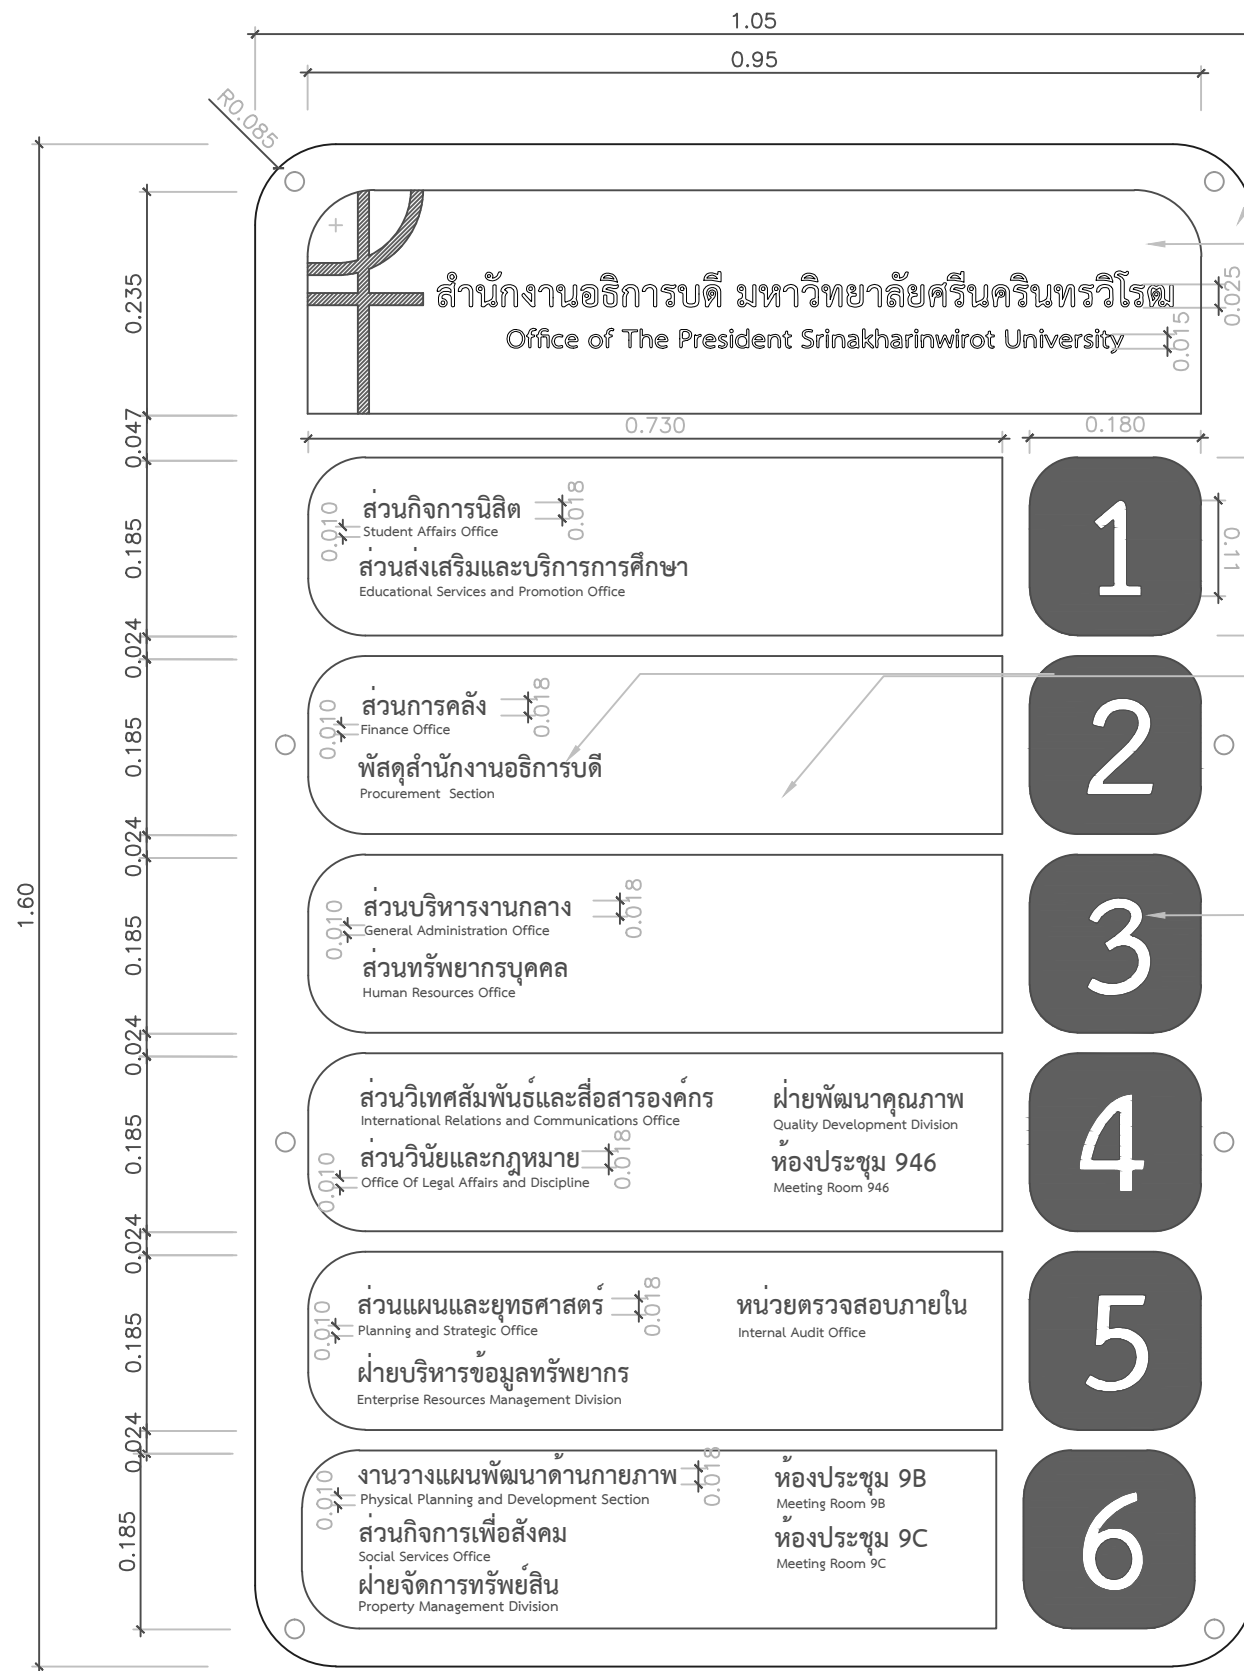 1.05
0.95
R0.085
สำนักงานอธิการบดี มหาวิทยาลัยศรีนครินทรวิโรฒ
Office of The President Srinakharinwirot University
0.025
0.015
0.235
0.047
0.730
0.180
ส่วนกิจการนิสิต
Student Affairs Office
ส่วนส่งเสริมและบริการการศึกษา
Educational Services and Promotion Office
0.010
0.018
1
0.11
0.185
0.024
ส่วนการคลัง
Finance Office
พัสดุสำนักงานอธิการบดี
Procurement Section
0.010
0.018
2
0.185
0.024
1.60
ส่วนบริหารงานกลาง
General Administration Office
ส่วนทรัพยากรบุคคล
Human Resources Office
0.010
0.018
3
0.185
0.024
ส่วนวิเทศสัมพันธ์และสื่อสารองค์กร
International Relations and Communications Office
ส่วนวินัยและกฎหมาย
Office Of Legal Affairs and Discipline
0.010
0.018
ฝ่ายพัฒนาคุณภาพ
Quality Development Division
ห้องประชุม 946
Meeting Room 946
4
0.185
0.024
ส่วนแผนและยุทธศาสตร์
Planning and Strategic Office
ฝ่ายบริหารข้อมูลทรัพยากร
Enterprise Resources Management Division
0.010
0.018
หน่วยตรวจสอบภายใน
Internal Audit Office
5
0.185
0.024
งานวางแผนพัฒนาด้านกายภาพ
Physical Planning and Development Section
ส่วนกิจการเพื่อสังคม
Social Services Office
ฝ่ายจัดการทรัพย์สิน
Property Management Division
0.010
0.018
ห้องประชุม 9B
Meeting Room 9B
ห้องประชุม 9C
Meeting Room 9C
6
0.185